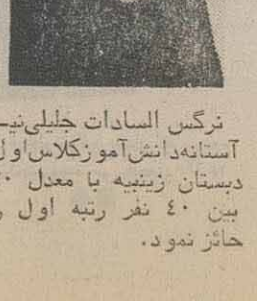 نرگس السادات جلیلی‌نیـ
آستانه‌دانش‌آموزکلاس‌اول
دبستان زینبیه با معدل
بین ۴۰ نفر رتبه اول
حائز نمود.